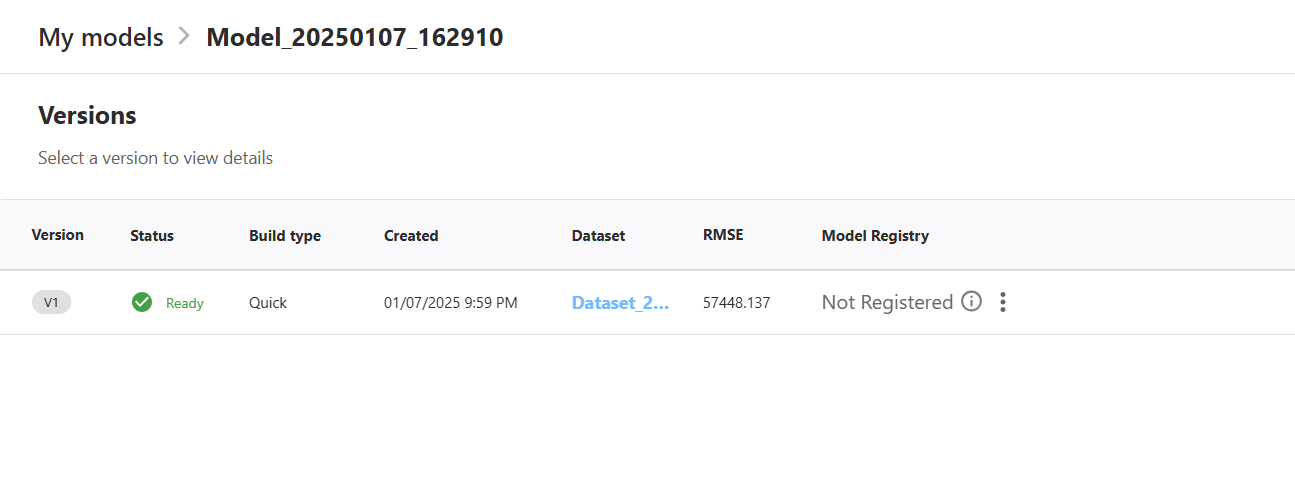 My models > Model_20250107_162910
Versions
Select a version to view details
Version Status Build type Created Dataset RMSE Model Registry
V1 Ready Quick 01/07/2025 9:59 PM Dataset_2... 57448.137 Not Registered